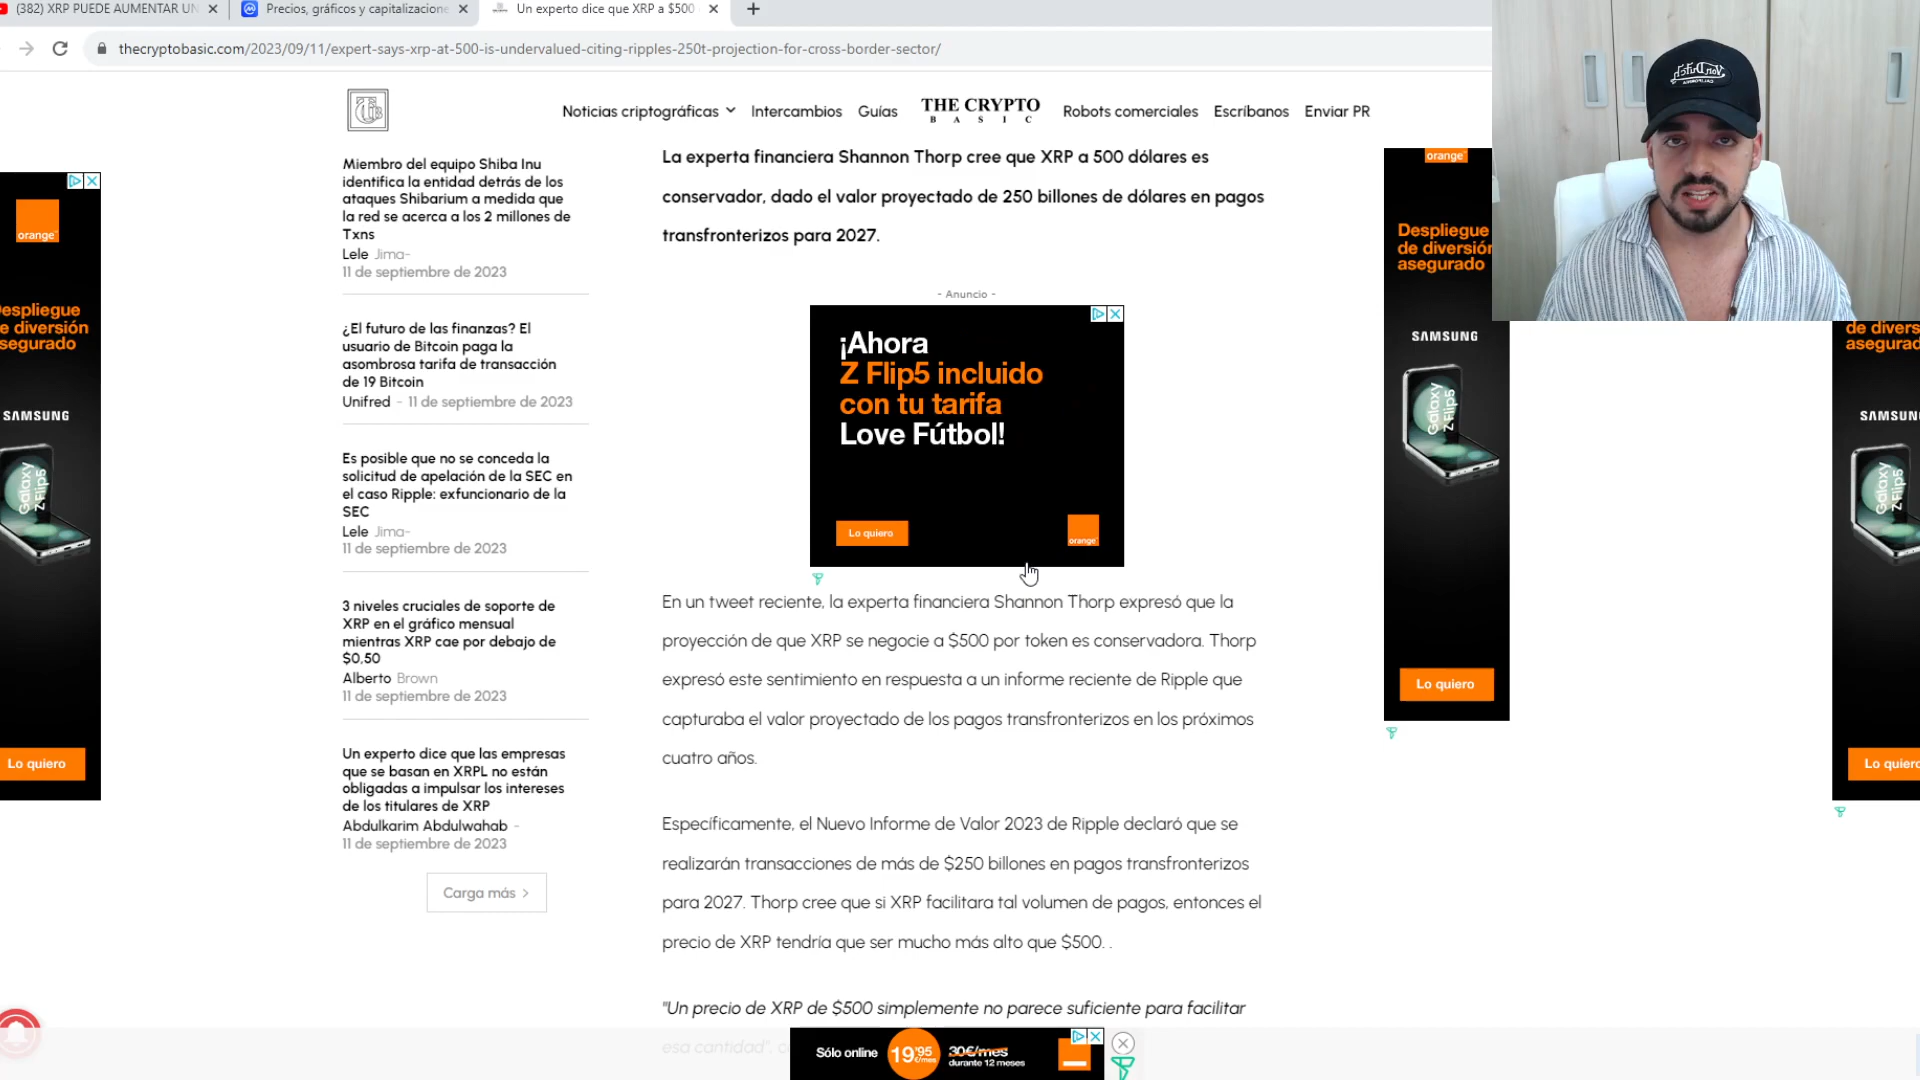 (382) XRP PUEDE AUMENTAR UN
Precios, gráficos y capitalizacione
Un experto dice que XRP a $500
thecryptobasic.com/2023/09/11/expert-says-xrp-at-500-is-undervalued-citing-ripples-250t-projection-for-cross-border-sector/
Noticias criptográficas
Intercambios
Guías
THE CRYPTO
BASIC
Robots comerciales
Escríbanos
Enviar PR
Miembro del equipo Shiba Inu
identifica la entidad detrás de los
ataques Shibarium a medida que
la red se acerca a los 2 millones de
Txns
Lele Jima-
11 de septiembre de 2023
¿El futuro de las finanzas? El
usuario de Bitcoin paga la
asombrosa tarifa de transacción
de 19 Bitcoin
Unifred - 11 de septiembre de 2023
Es posible que no se conceda la
solicitud de apelación de la SEC en
el caso Ripple: exfuncionario de la
SEC
Lele Jima-
11 de septiembre de 2023
3 niveles cruciales de soporte de
XRP en el gráfico mensual
mientras XRP cae por debajo de
$0,50
Alberto Brown
11 de septiembre de 2023
Un experto dice que las empresas
que se basan en XRPL no están
obligadas a impulsar los intereses
de los titulares de XRP
Abdulkarim Abdulwahab -
11 de septiembre de 2023
Carga más >
La experta financiera Shannon Thorp cree que XRP a 500 dólares es
conservador, dado el valor proyectado de 250 billones de dólares en pagos
transfronterizos para 2027.
- Anuncio -
¡Ahora
Z Flip5 incluido
con tu tarifa
Love Fútbol!
Lo quiero
orange
En un tweet reciente, la experta financiera Shannon Thorp expresó que la
proyección de que XRP se negocie a $500 por token es conservadora. Thorp
expresó este sentimiento en respuesta a un informe reciente de Ripple que
capturaba el valor proyectado de los pagos transfronterizos en los próximos
cuatro años.
Específicamente, el Nuevo Informe de Valor 2023 de Ripple declaró que se
realizarán transacciones de más de $250 billones en pagos transfronterizos
para 2027. Thorp cree que si XRP facilitara tal volumen de pagos, entonces el
precio de XRP tendría que ser mucho más alto que $500. .
"Un precio de XRP de $500 simplemente no parece suficiente para facilitar
esa cantidad", c
Sólo online
19'95
€/mes
30€/mes
durante 12 meses
orange
espliegue
e diversión
segurado
SAMSUNG
Galaxy
Z Flip5
Lo quiero
orange
Despliegue
de diversión
asegurado
SAMSUNG
Galaxy
Z Flip5
Lo quiero
Von Dutch
CALIFORNIA
de divers
asegurad
SAMSUN
Galaxy
Z Flip5
Lo quiero